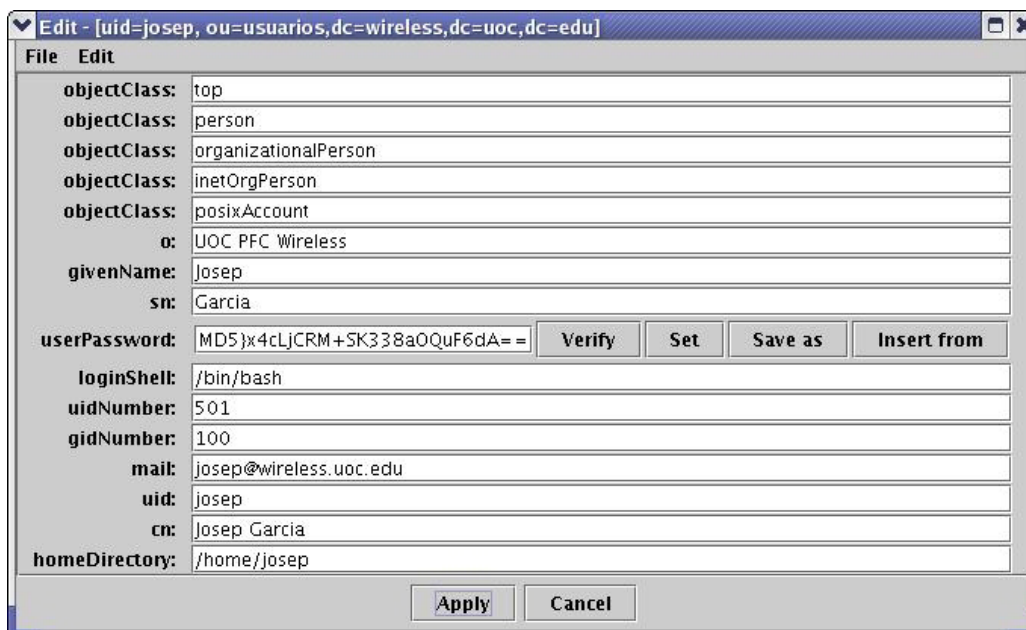 Edit - [uid=josep, ou=usuarios,dc=wireless,dc=uoc,dc=edu]
File Edit
objectClass: top
objectClass: person
objectClass: organizationalPerson
objectClass: inetOrgPerson
objectClass: posixAccount
o: UOC PFC Wireless
givenName: Josep
sn: Garcia
userPassword: MD5}x4cLjCRM+SK338aOQuF6dA== Verify Set Save as Insert from
loginShell: /bin/bash
uidNumber: 501
gidNumber: 100
mail: josep@wireless.uoc.edu
uid: josep
cn: Josep Garcia
homeDirectory: /home/josep
Apply Cancel